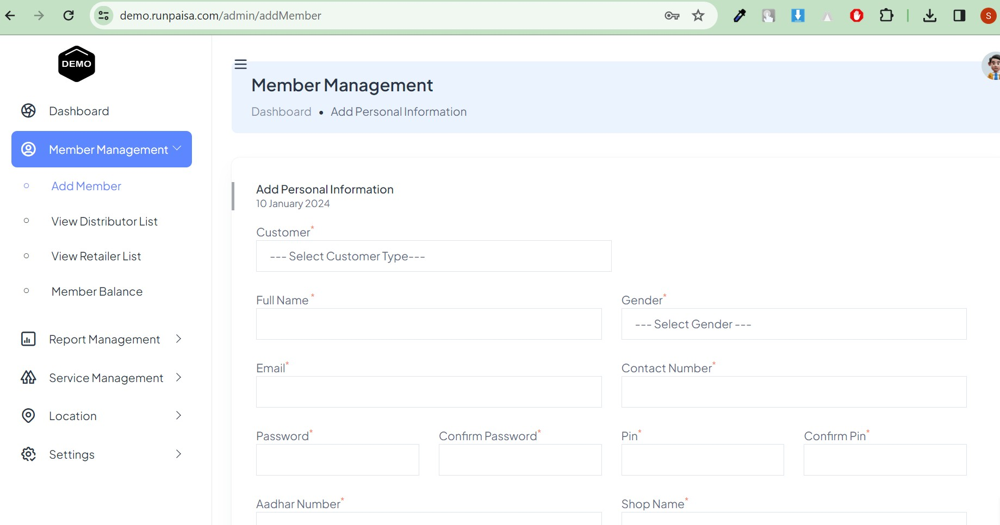 demo.runpaisa.com/admin/addMember
S
DEMO
Dashboard
Member Management
Add Member
View Distributor List
View Retailer List
Member Balance
Report Management
Service Management
Location
Settings
Member Management
Dashboard • Add Personal Information
Add Personal Information
10 January 2024
Customer*
--- Select Customer Type---
Full Name *
Gender*
--- Select Gender ---
Email*
Contact Number*
Password*
Confirm Password*
Pin*
Confirm Pin*
Aadhar Number*
Shop Name*